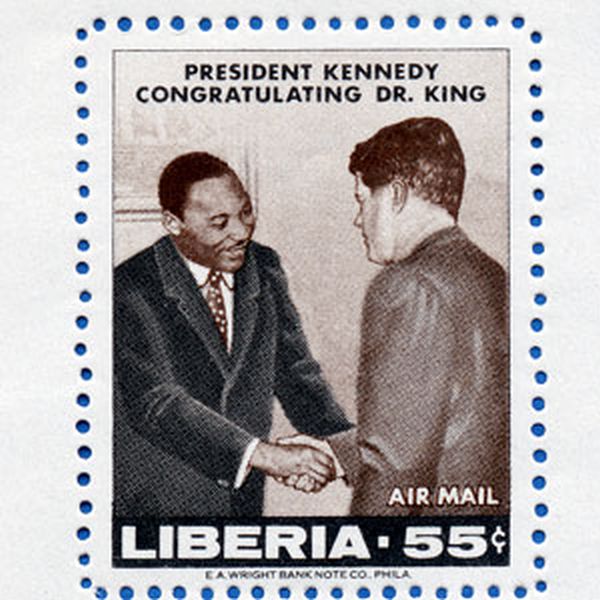 PRESIDENT KENNEDY
CONGRATULATING DR. KING
AIR MAIL
LIBERIA · 55¢
E.A. WRIGHT BANK NOTE CO., PHILA.